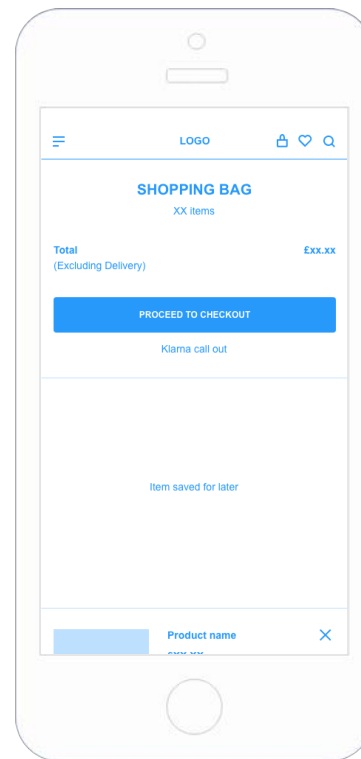 LOGO
SHOPPING BAG
XX items
Total £xx.xx
(Excluding Delivery)
PROCEED TO CHECKOUT
Klarna call out
Item saved for later
Product name